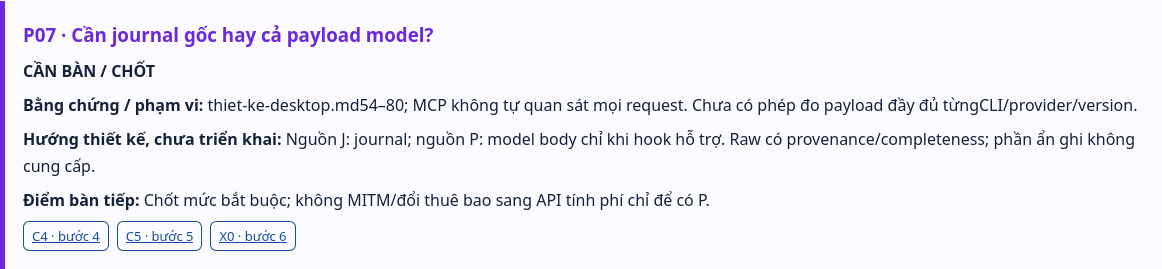 P07 · Cần journal gốc hay cả payload model?
CẦN BÀN / CHỐT
Bằng chứng / phạm vi: thiet-ke-desktop.md54–80; MCP không tự quan sát mọi request. Chưa có phép đo payload đầy đủ từngCLI/provider/version.
Hướng thiết kế, chưa triển khai: Nguồn J: journal; nguồn P: model body chỉ khi hook hỗ trợ. Raw có provenance/completeness; phần ẩn ghi không
cung cấp.
Điểm bàn tiếp: Chốt mức bắt buộc; không MITM/đổi thuê bao sang API tính phí chỉ để có P.
C4 · bước 4 C5 · bước 5 X0 · bước 6